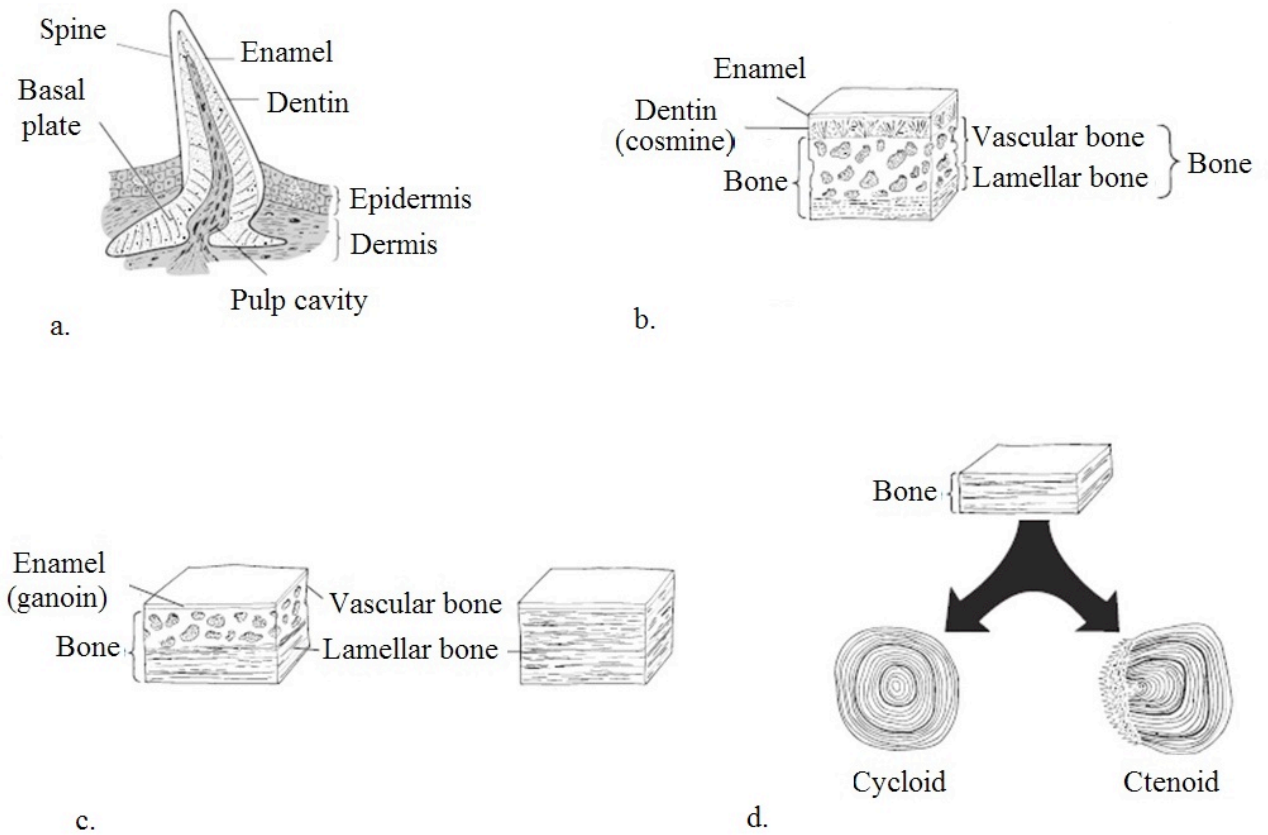 Spine
Enamel
Basal
plate
Dentin
Epidermis
Dermis
Pulp cavity
a.
Enamel
Dentin
(cosmine)
Bone
Vascular bone
Lamellar bone
Bone
b.
Enamel
(ganoin)
Bone
Vascular bone
Lamellar bone
c.
Bone
Cycloid
Ctenoid
d.